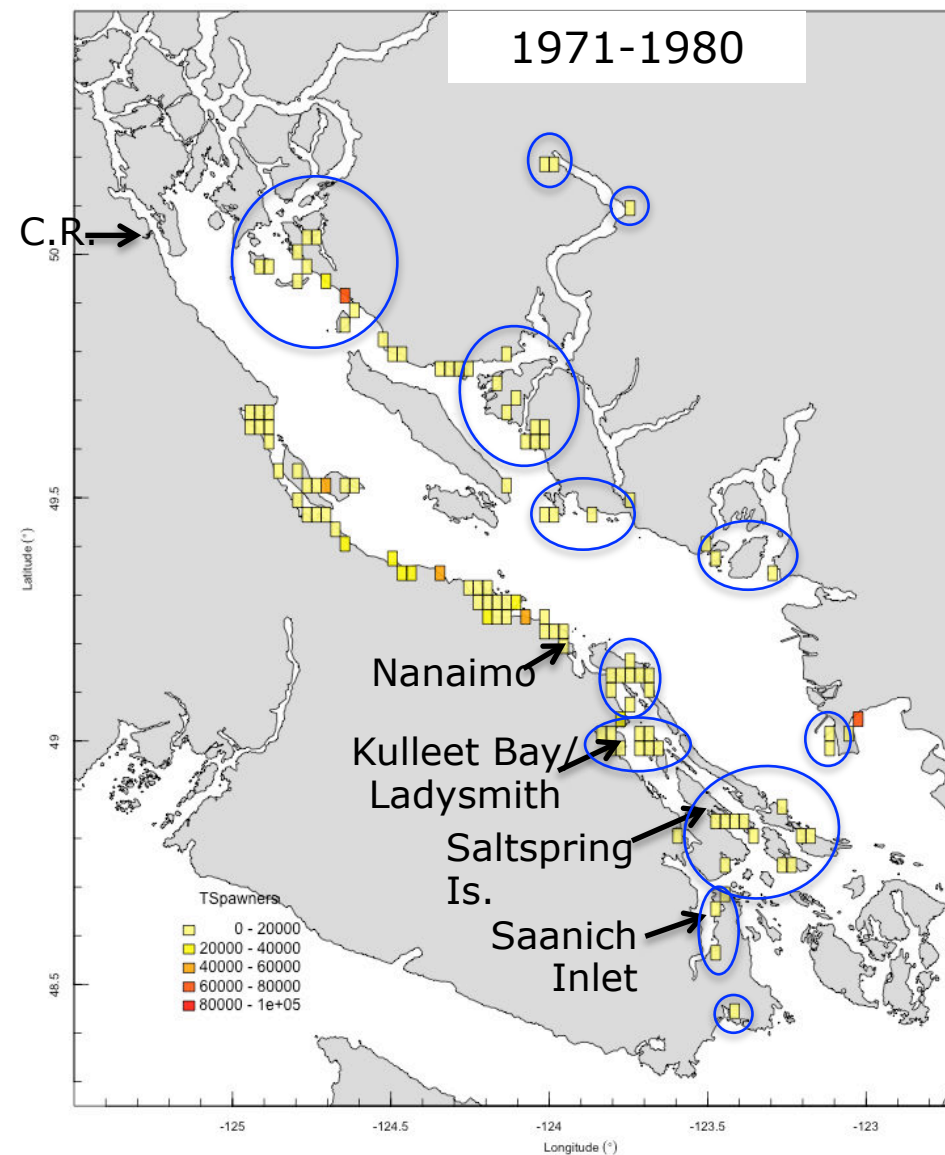 1971-1980
C.R.
Nanaimo
Kulleet Bay/
Ladysmith
Saltspring
Is.
Saanich
Inlet
TSpawners
0 - 20000
20000 - 40000
40000 - 60000
60000 - 80000
80000 - 1e+05
Latitude (°)
50
49.5
49
48.5
-125
-124.5
-124
-123.5
-123
Longitude (°)